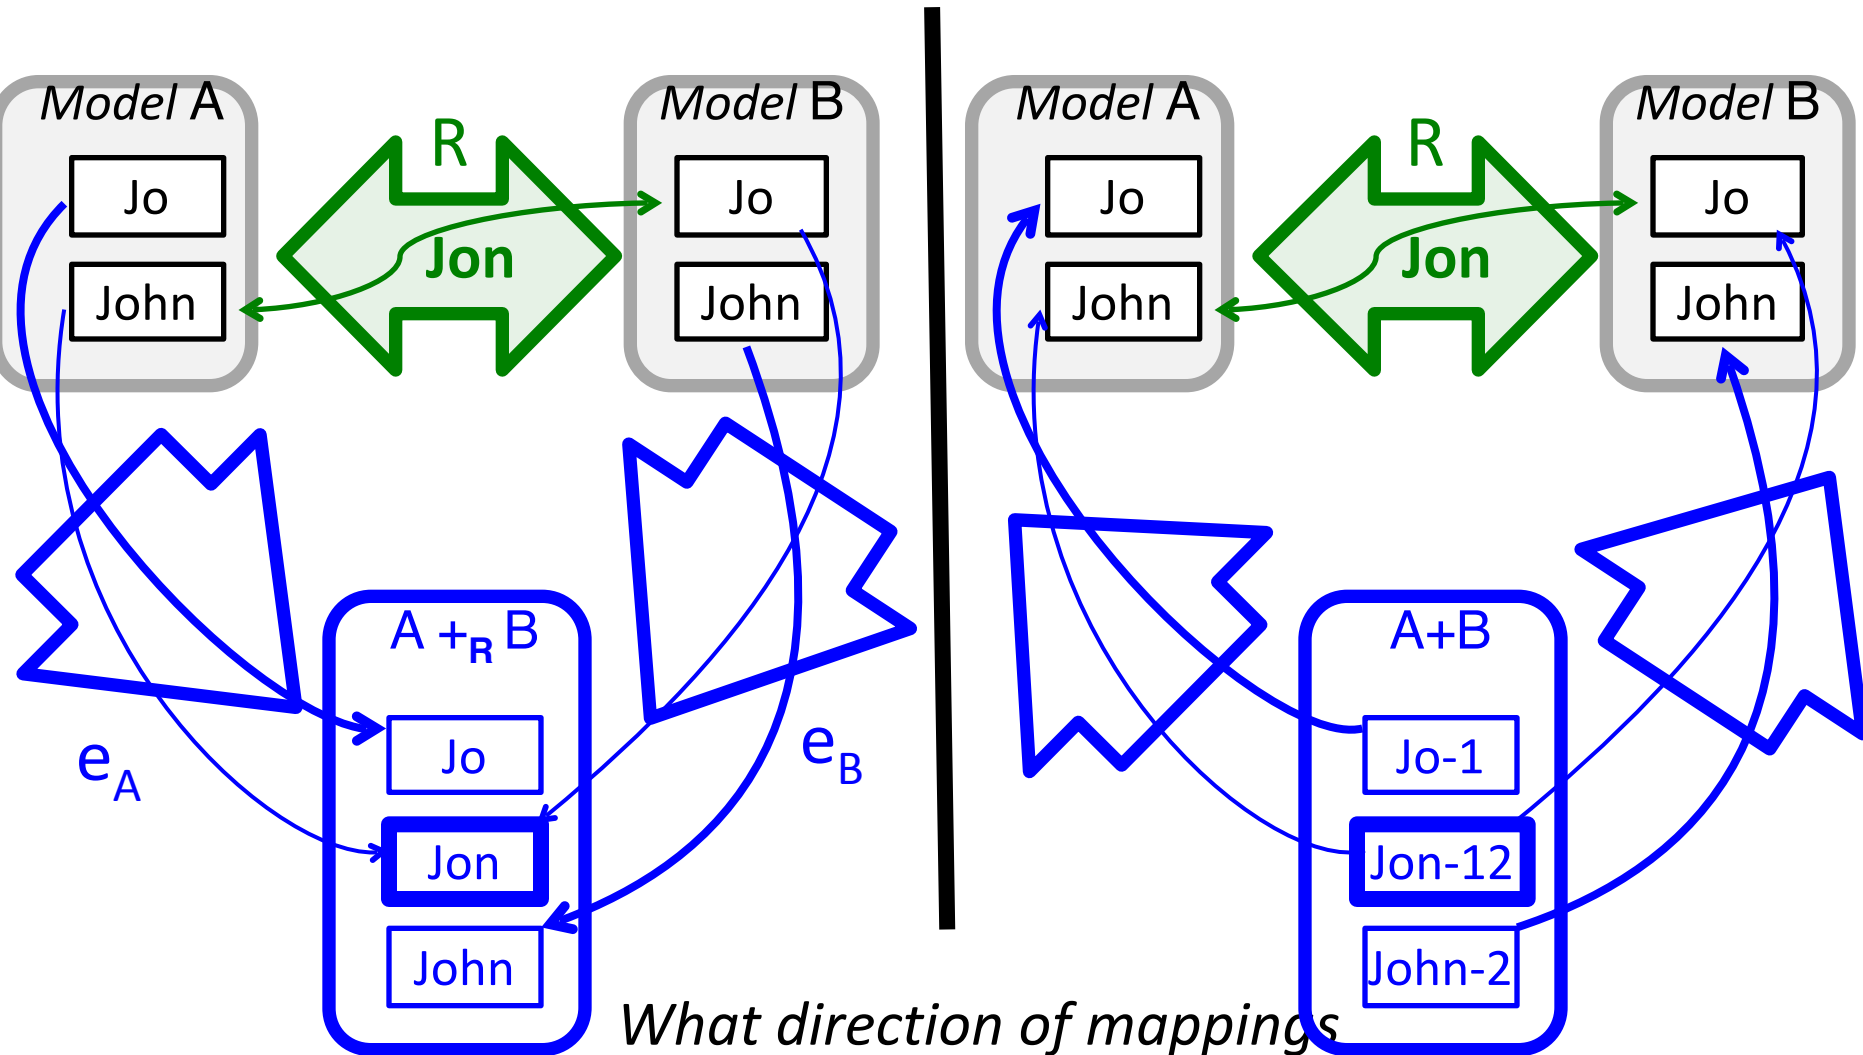 Model A
R
Model B
Jo
Jon
Jo
John
John
A +R B
eA
eB
Jo
Jon
John
Model A
R
Model B
Jo
Jon
Jo
John
John
A+B
Jo-1
Jon-12
John-2
What direction of mappings